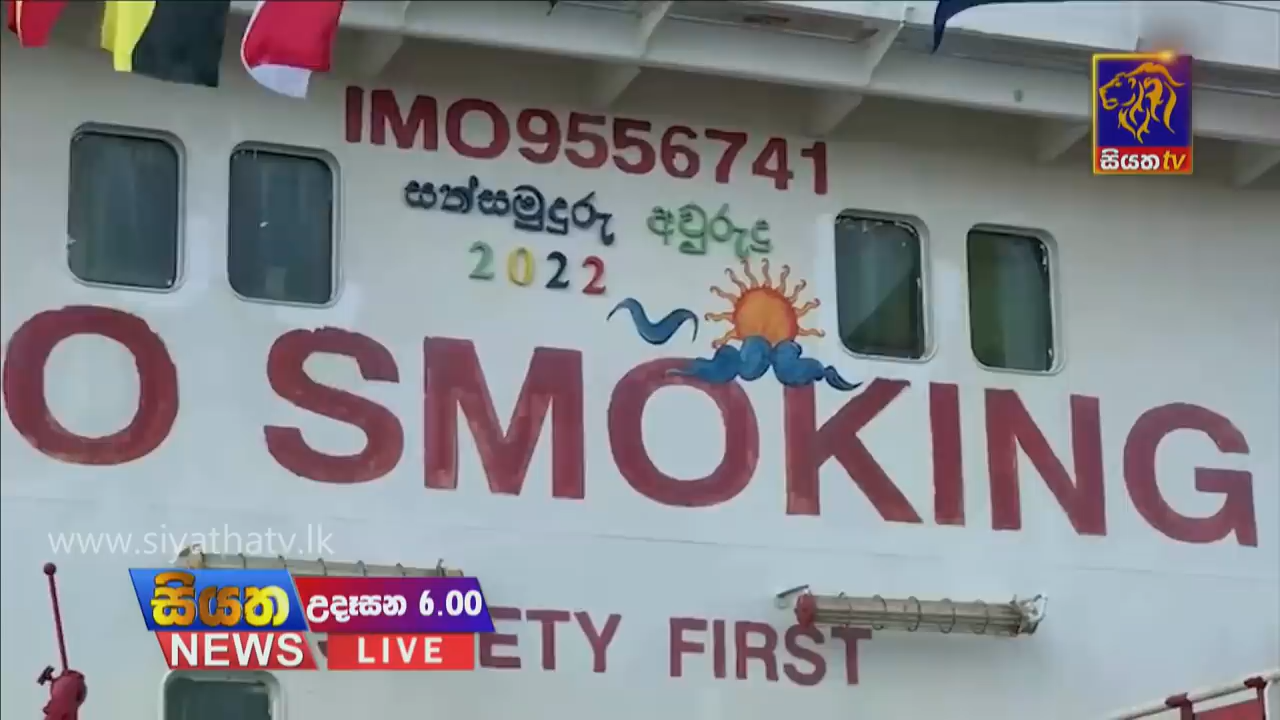 IMO9556741
සියත tv
සත්සමුදුරු අවුරුදු
2022
O SMOKING
www.siyathatv.lk
සියත උදෑසන 6.00
NEWS LIVE
ETY FIRST